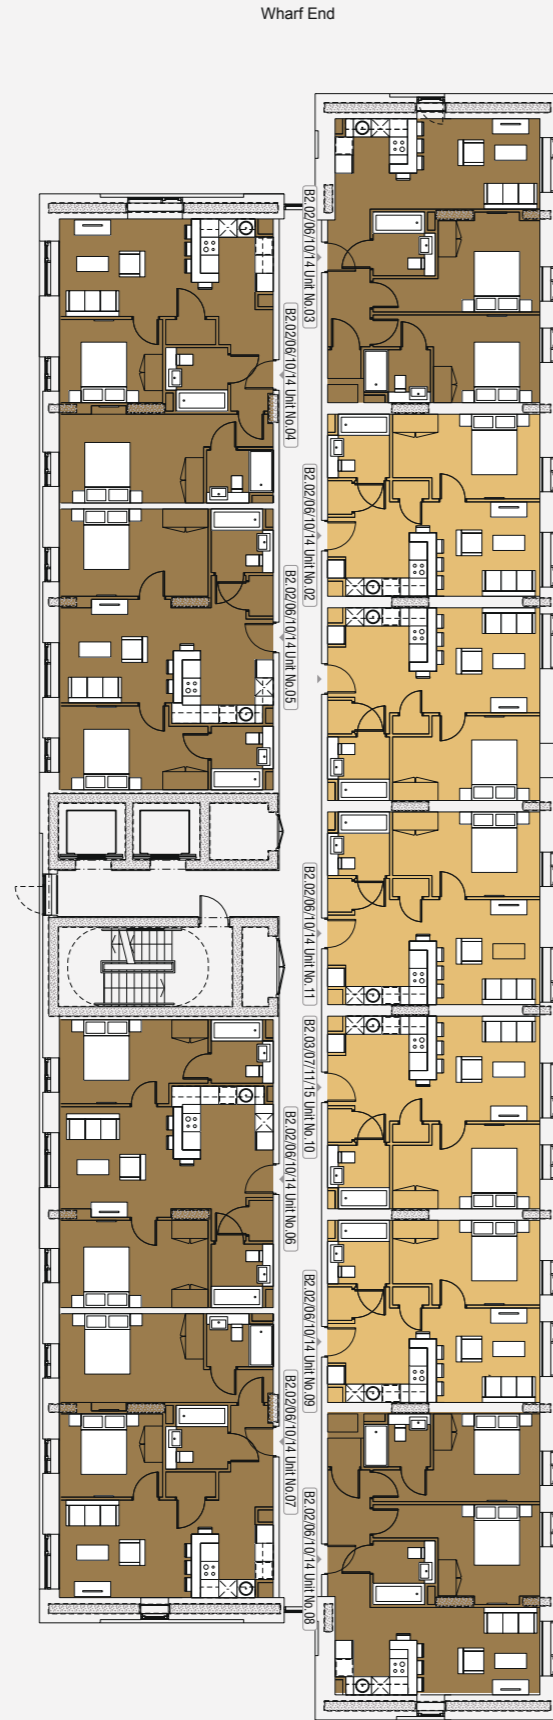 Wharf End
B2.02/06/10/14 Unit No.03
B2.02/06/10/14 Unit No.04
B2.02/06/10/14 Unit No.02
B2.02/06/10/14 Unit No.05
B2.02/06/10/14 Unit No.11
B2.03/07/11/15 Unit No.10
B2.02/06/10/14 Unit No.06
B2.02/06/10/14 Unit No.09
B2.02/06/10/14 Unit No.07
B2.02/06/10/14 Unit No.08